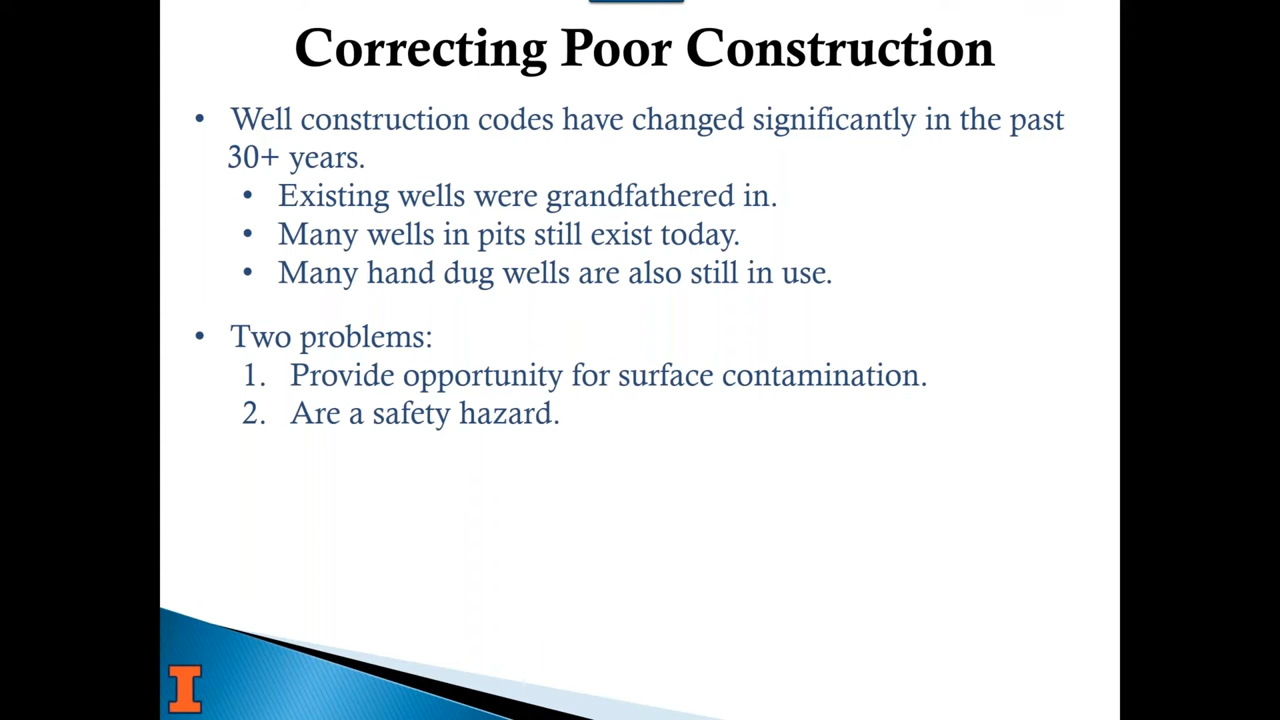 Correcting Poor Construction
• Well construction codes have changed significantly in the past
30+ years.
• Existing wells were grandfathered in.
• Many wells in pits still exist today.
• Many hand dug wells are also still in use.
• Two problems:
1. Provide opportunity for surface contamination.
2. Are a safety hazard.
I